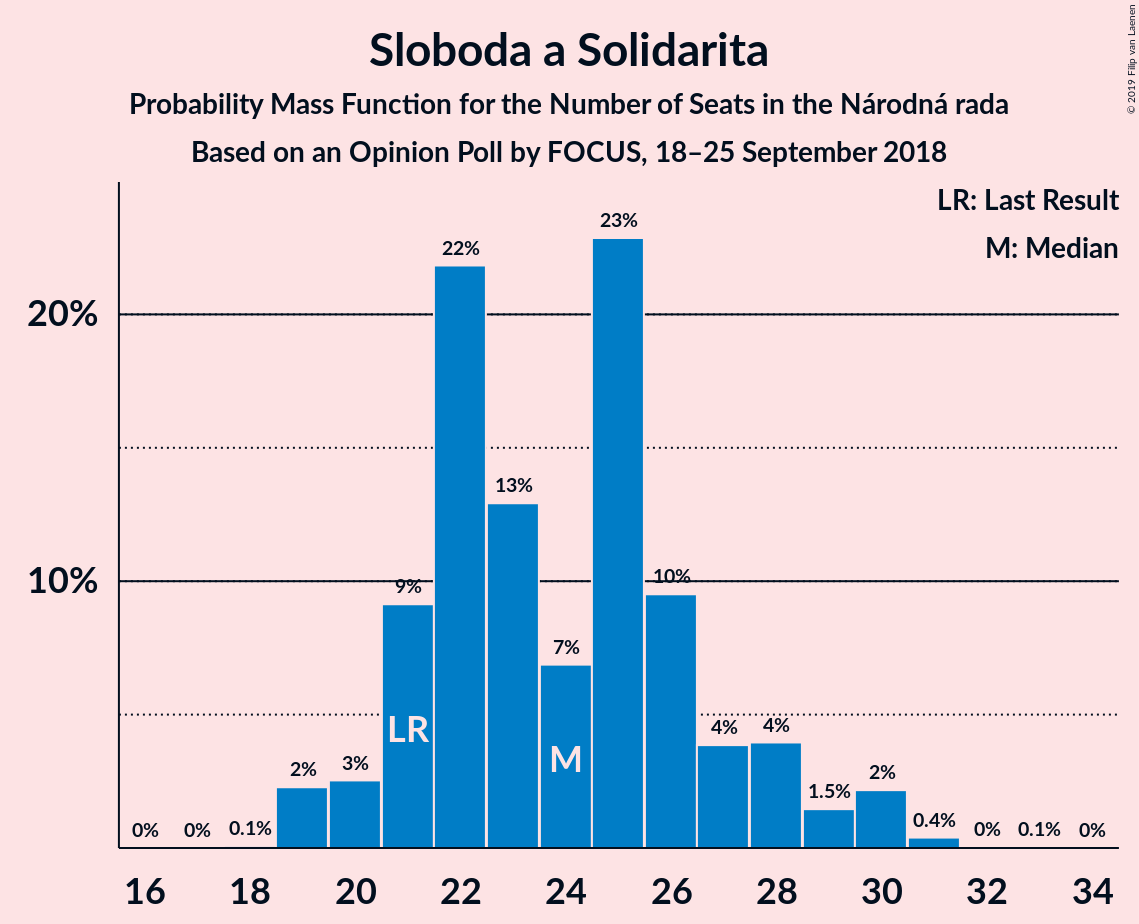 Sloboda a Solidarita
Probability Mass Function for the Number of Seats in the Národná rada
Based on an Opinion Poll by FOCUS, 18–25 September 2018
© 2019 Filip van Laenen
LR: Last Result
M: Median
20%
10%
0%
0%
0.1%
2%
3%
9%
22%
13%
7%
23%
10%
4%
4%
1.5%
2%
0.4%
0%
0.1%
0%
LR
M
16 18 20 22 24 26 28 30 32 34